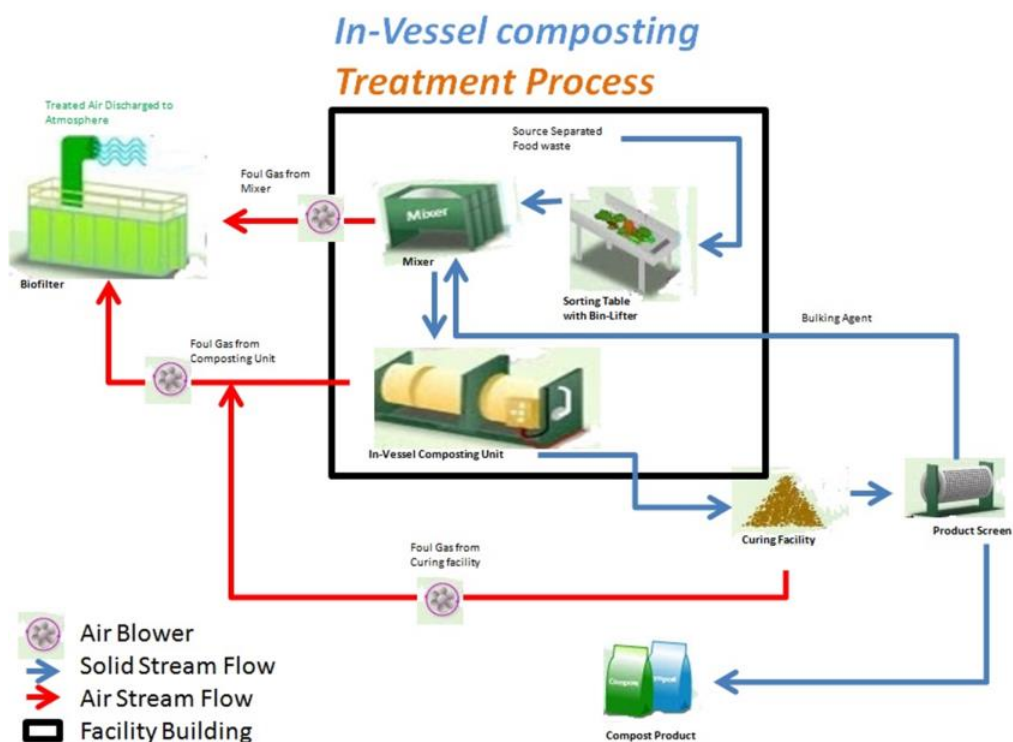 In-Vessel composting
Treatment Process
Treated Air Discharged to
Atmosphere
Source Separated
Food waste
Foul Gas from
Mixer
Mixer
Mixer
Biofilter
Sorting Table
with Bin-Lifter
Bulking Agent
Foul Gas from
Composting Unit
In-Vessel Composting Unit
Curing Facility
Product Screen
Foul Gas from
Curing facility
Air Blower
Solid Stream Flow
Air Stream Flow
Facility Building
Compost Product